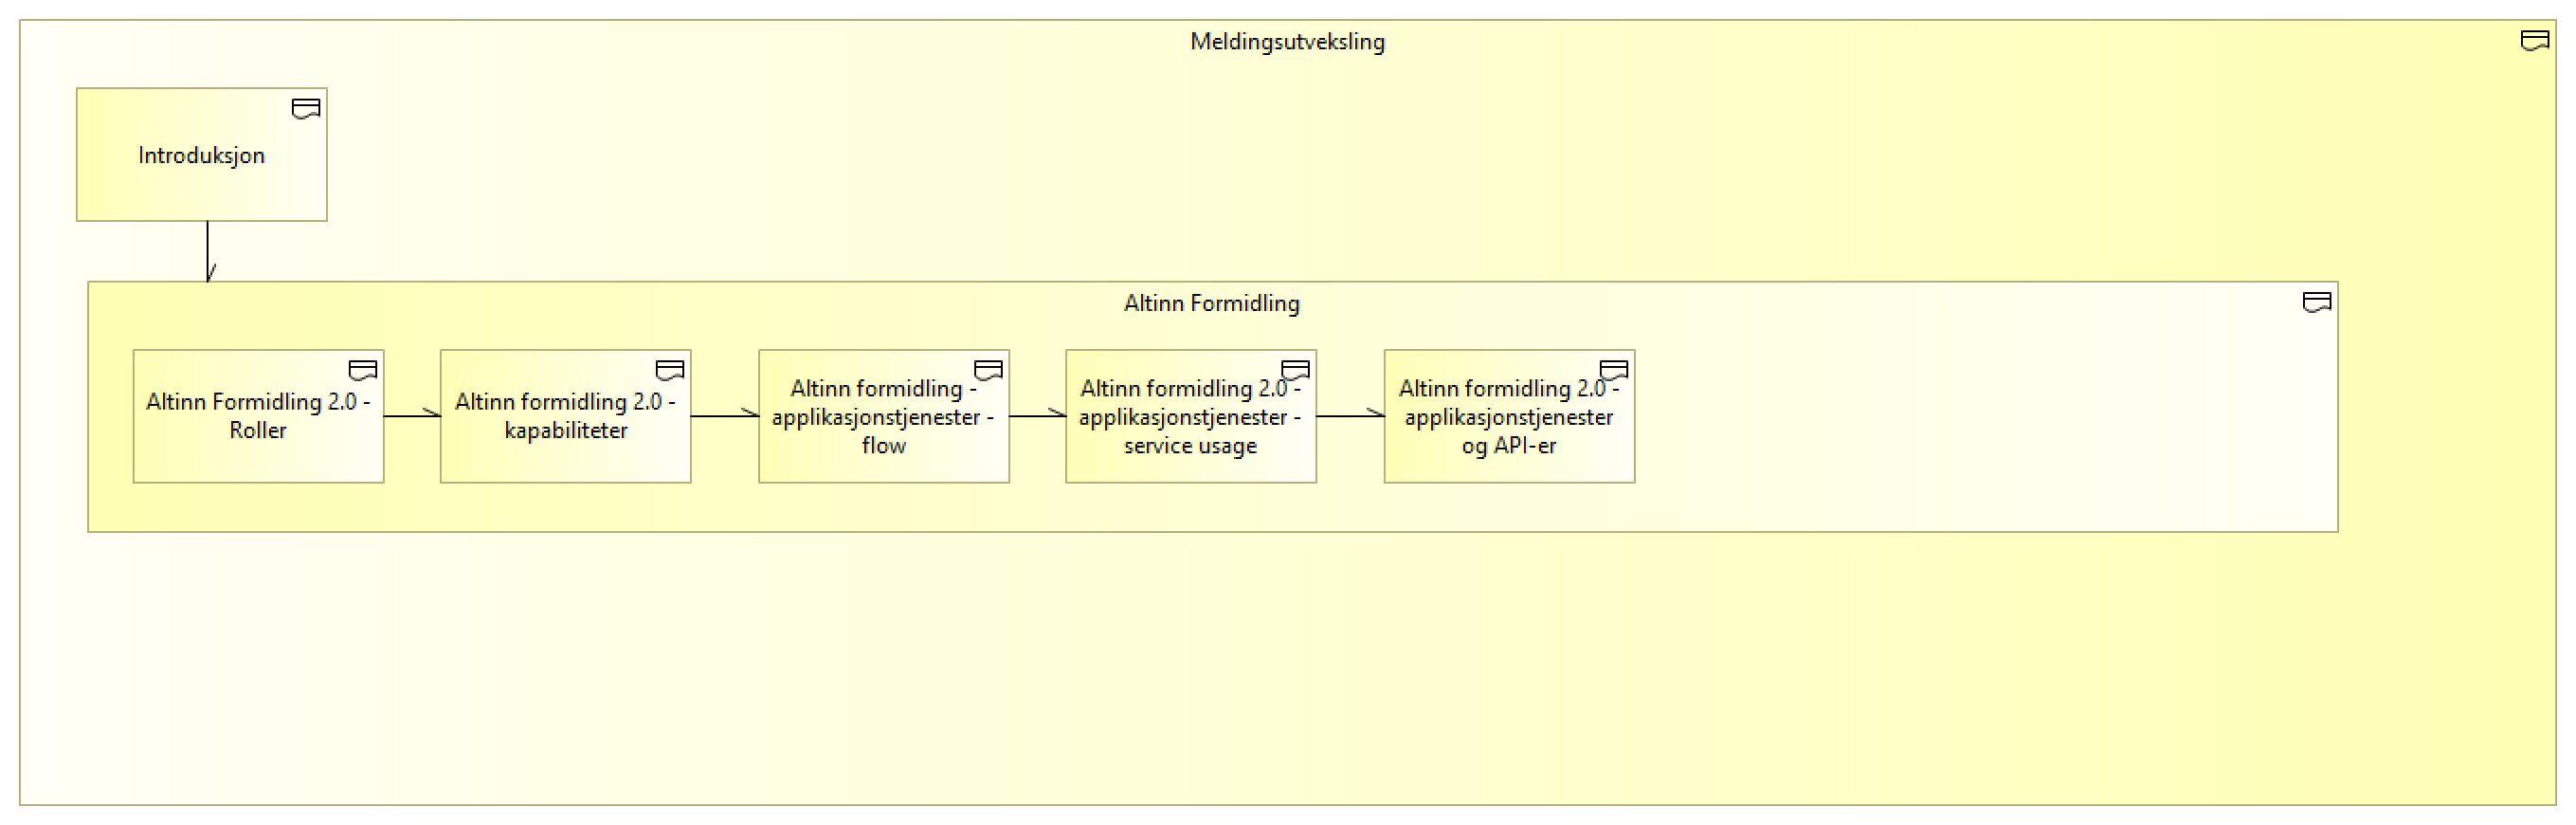 Meldingsutveksling
Introduksjon
Altinn Formidling
Altinn Formidling 2.0 -
Roller
Altinn formidling 2.0 -
kapabiliteter
Altinn formidling -
applikasjonstjenester -
flow
Altinn formidling 2.0 -
applikasjonstjenester -
service usage
Altinn formidling 2.0 -
applikasjonstjenester
og API-er